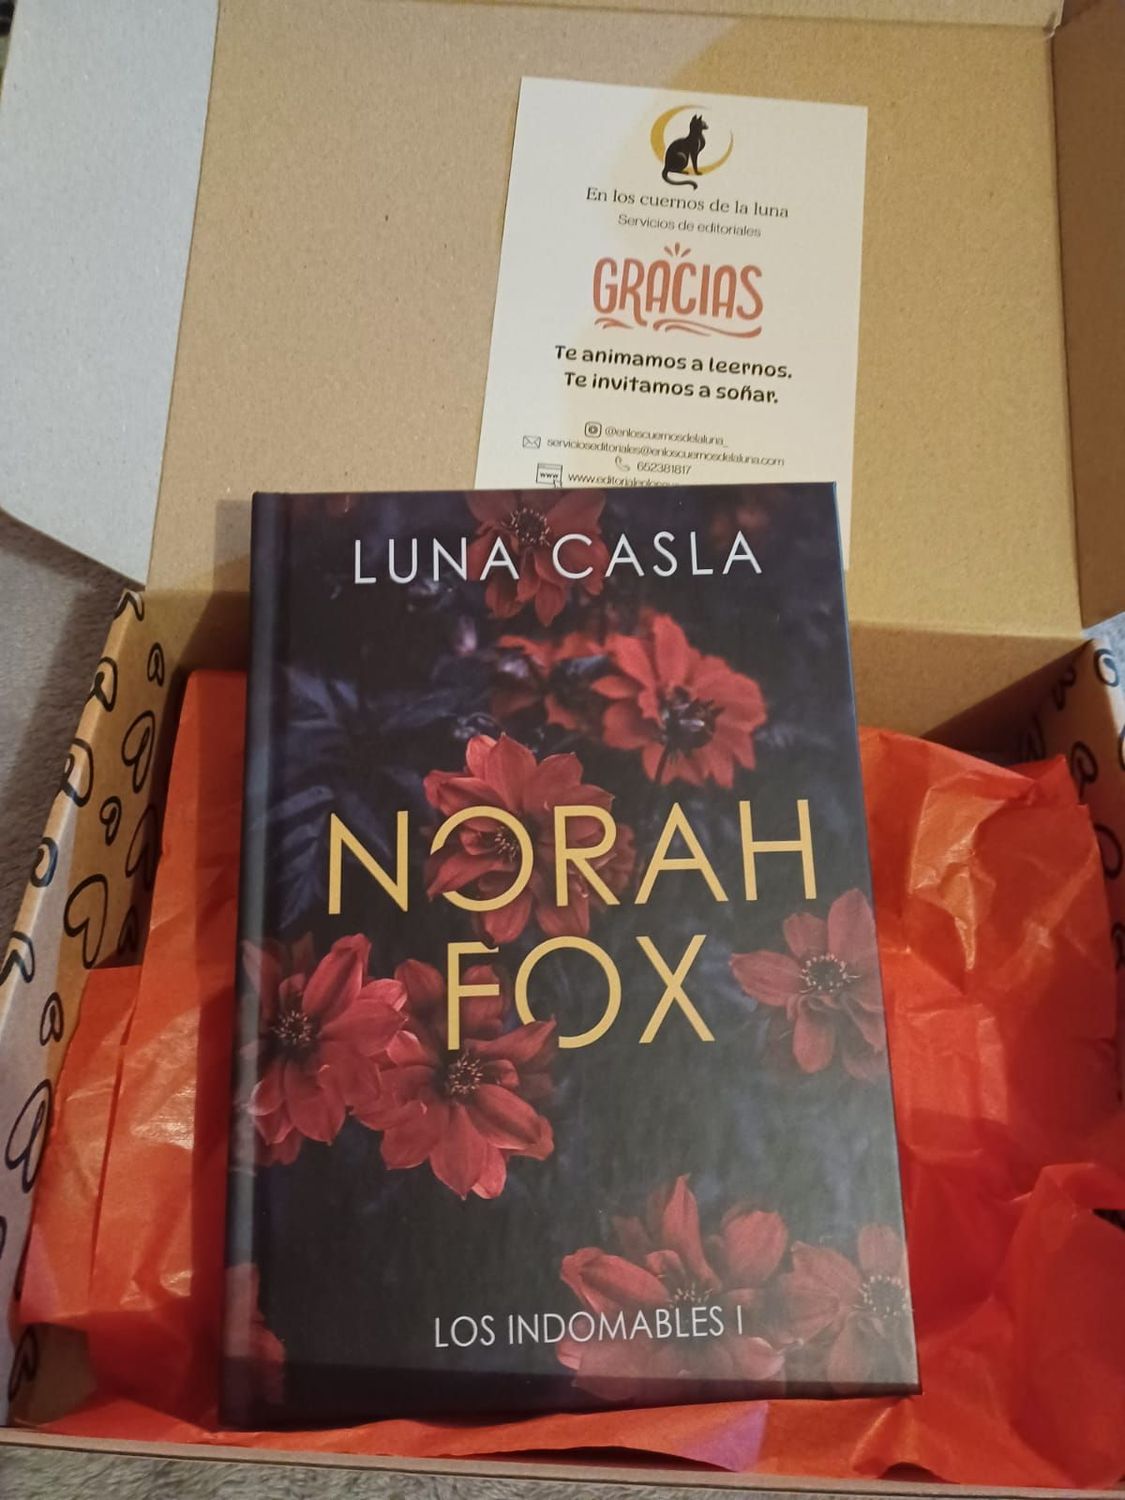 En los cuernos de la luna
Servicios de editoriales
GRACIAS
Te animamos a leernos.
Te invitamos a soñar.
@enloscuernosdelaluna_
servicioseditoriales@enloscuernosdelaluna.com
652381817
www
LUNA CASLA
NORAH
FOX
LOS INDOMABLES I